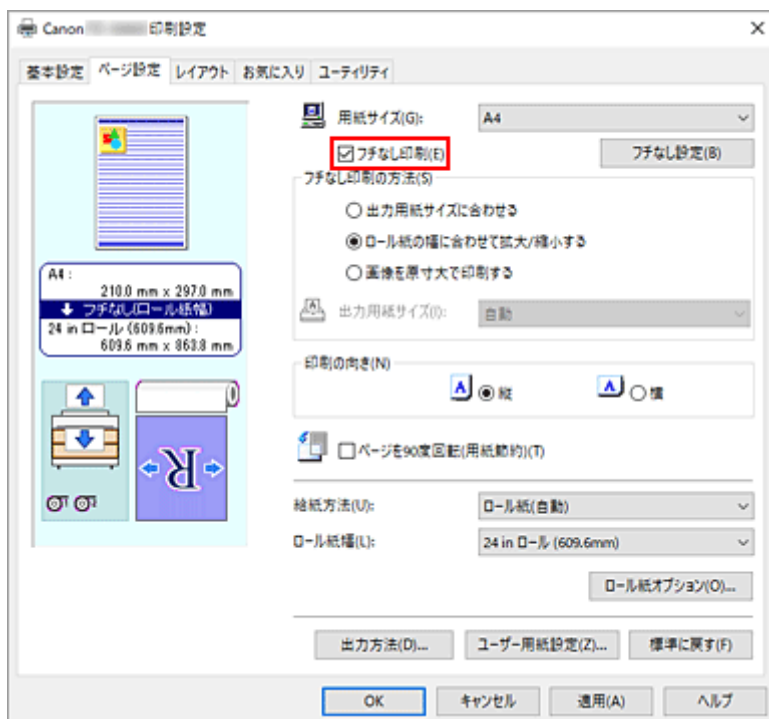 Canon 印刷設定
基本設定 ページ設定 レイアウト お気に入り ユーティリティ
用紙サイズ(G): A4
フチなし印刷(E) フチなし設定(B)
フチなし印刷の方法(S)
出力用紙サイズに合わせる
ロール紙の幅に合わせて拡大/縮小する
画像を原寸大で印刷する
出力用紙サイズ(I): 自動
A4 :
210.0 mm x 297.0 mm
フチなし(ロール紙幅)
24 in ロール (609.6mm) :
609.6 mm x 863.8 mm
印刷の向き(N)
A 縦 A 横
R
ページを90度回転(用紙節約)(T)
給紙方法(U): ロール紙(自動)
ロール紙幅(L): 24 in ロール (609.6mm)
ロール紙オプション(O)...
出力方法(D)... ユーザー用紙設定(Z)... 標準に戻す(F)
OK キャンセル 適用(A) ヘルプ